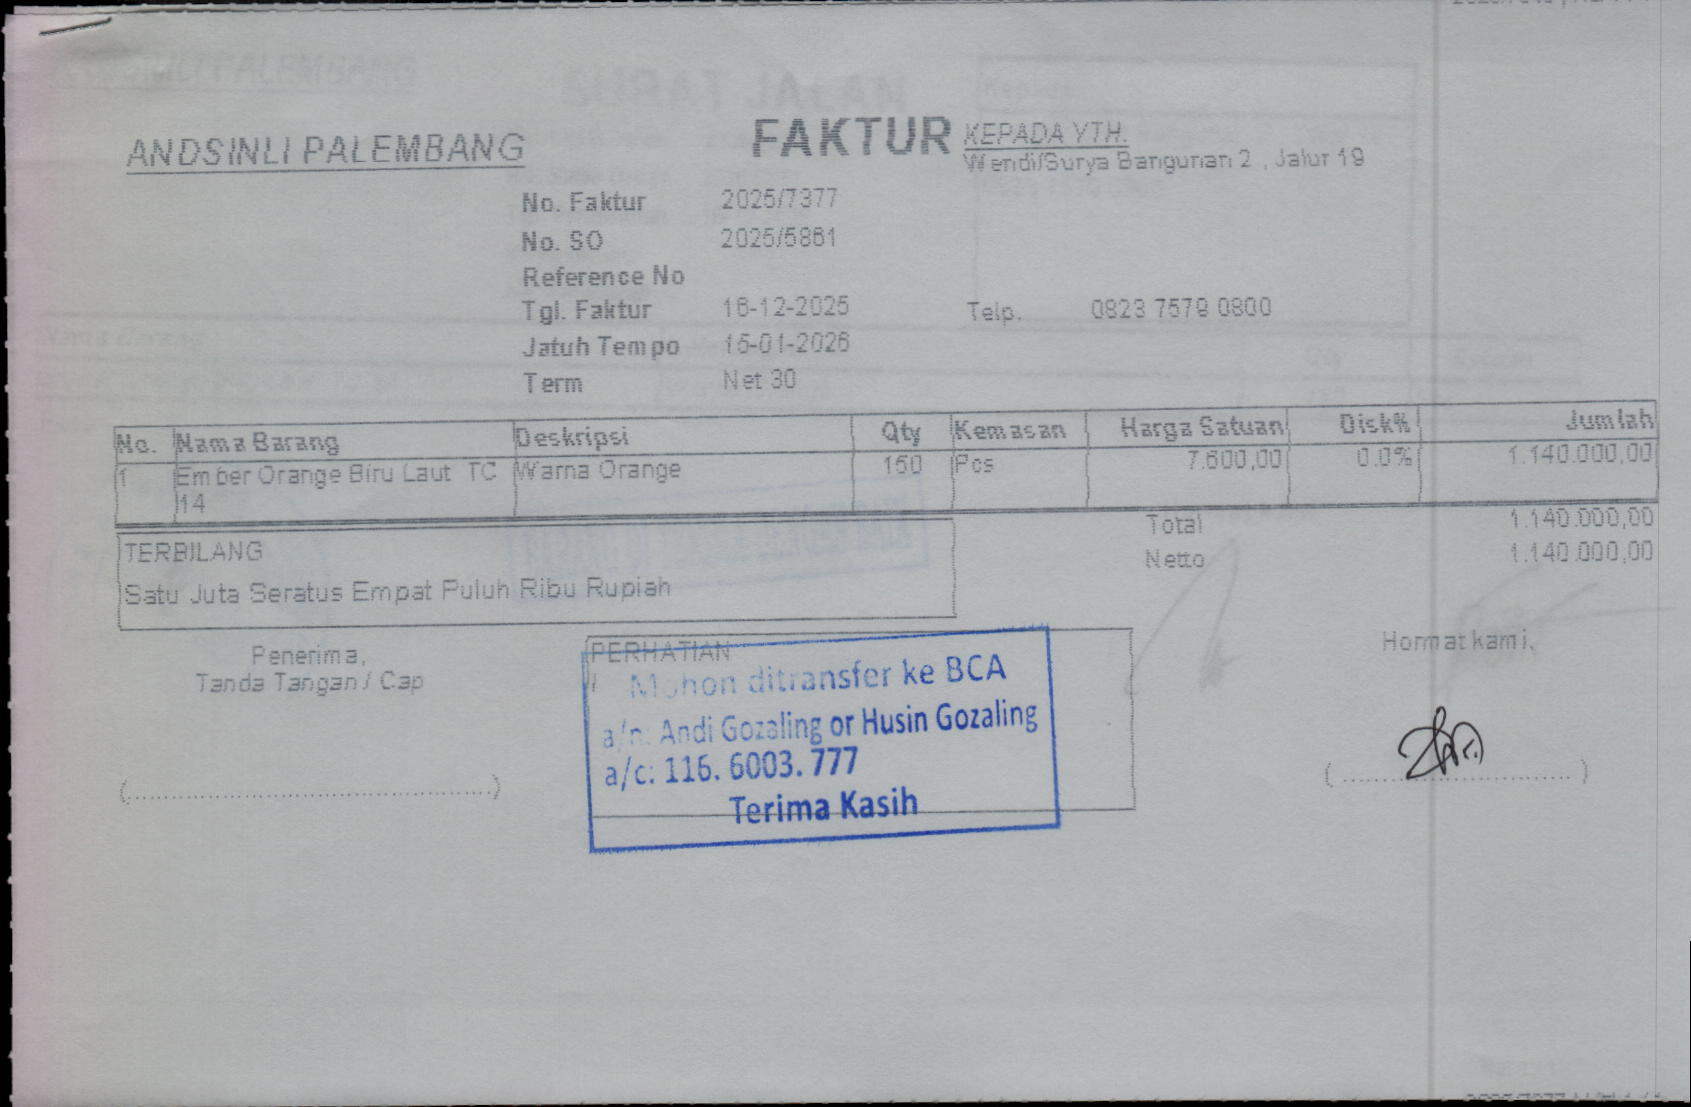 ANDSINLI PALEMBANG
FAKTUR
KEPADA YTH.
Wendi/Surya Bangunan 2 , Jalur 19
No. Faktur 2025/7377
No. SO 2025/5861
Reference No
Tgl. Faktur 16-12-2025
Telp. 0823 7579 0800
Jatuh Tempo 15-01-2026
Term Net 30
No. Nama Barang Deskripsi Qty Kemasan Harga Satuan Disk% Jumlah
1 Ember Orange Biru Laut TC Warna Orange 150 Pcs 7.600,00 0.0% 1.140.000,00
14
Total 1.140.000,00
Netto 1.140.000,00
TERBILANG
Satu Juta Seratus Empat Puluh Ribu Rupiah
Penerima,
Tanda Tangan / Cap
PERHATIAN
Mohon ditransfer ke BCA
a/n: Andi Gozaling or Husin Gozaling
a/c: 116. 6003. 777
Terima Kasih
Hormat kami,